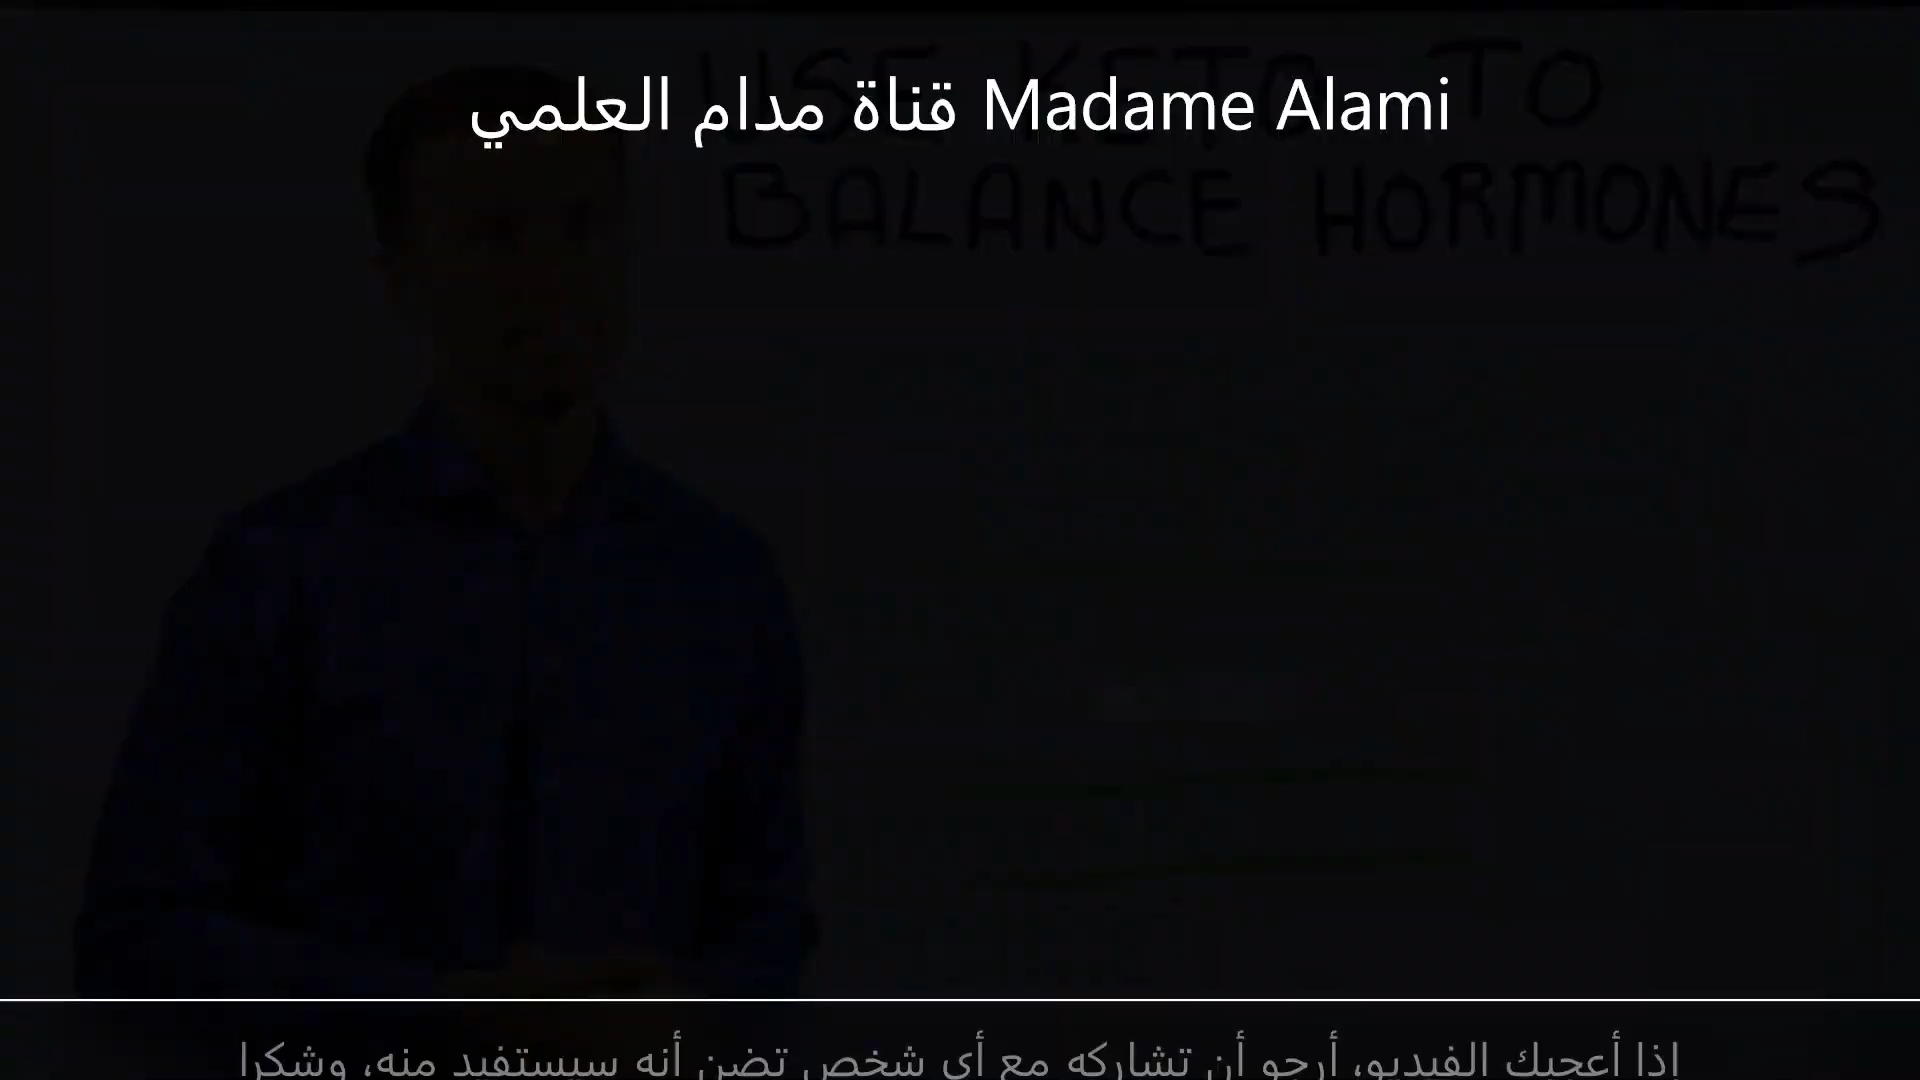 قناة مدام العلمي Madame Alami
USE KETO TO
BALANCE HORMONES
إذا أعجبك الفيديو، أرجو أن تشاركه مع أي شخص تضن أنه سيستفيد منه، وشكرا